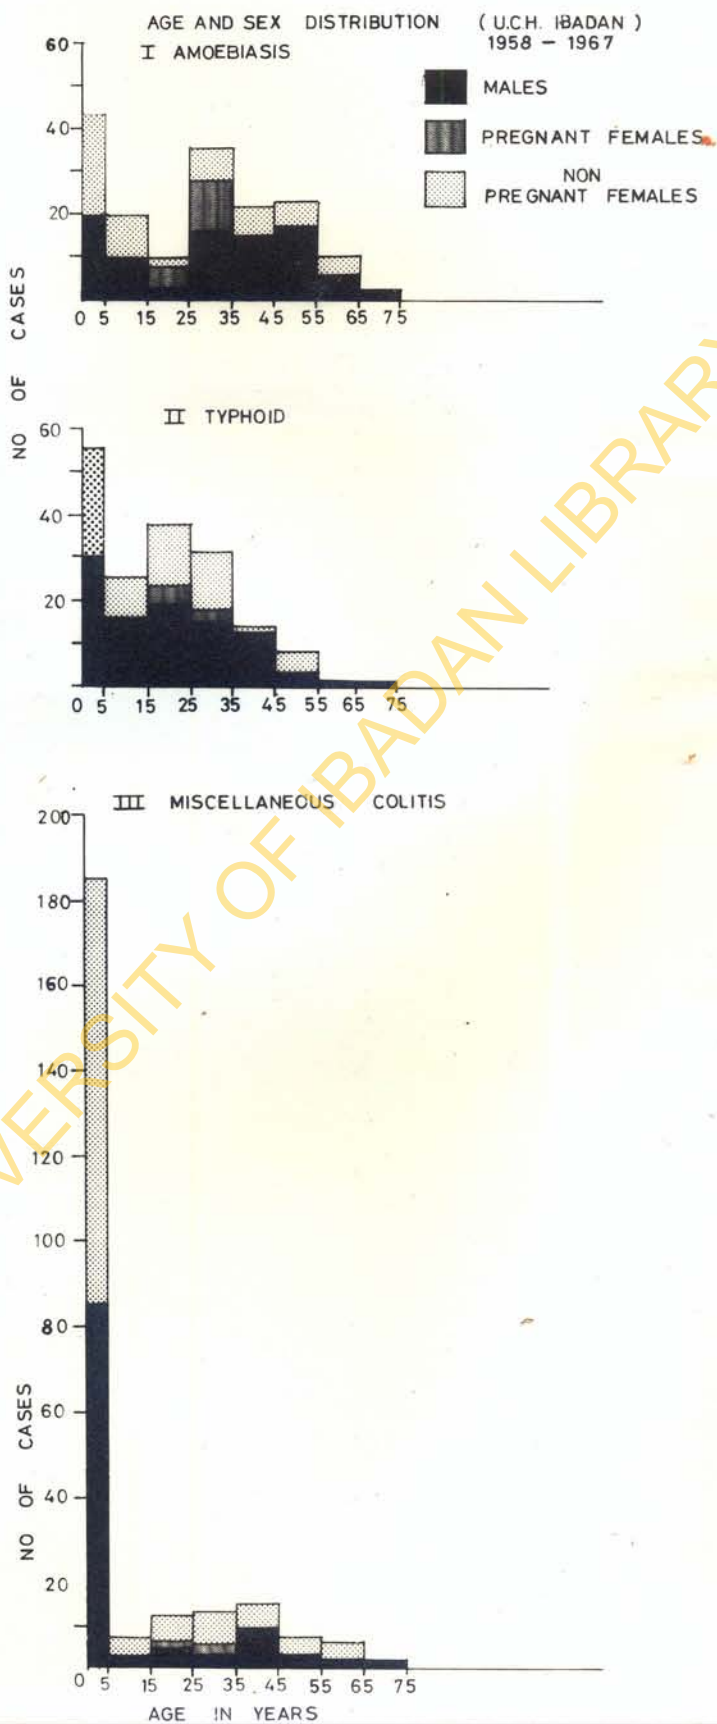 AGE AND SEX DISTRIBUTION ( U.C.H. IBADAN )
1958 – 1967
I AMOEBIASIS
MALES
PREGNANT FEMALES
NON
PREGNANT FEMALES
60
40
20
0 5 15 25 35 45 55 65 75
NO OF CASES
II TYPHOID
60
40
20
0 5 15 25 35 45 55 65 75
III MISCELLANEOUS COLITIS
200
180
160
140
120
100
80
60
40
20
0 5 15 25 35 45 55 65 75
NO OF CASES
AGE IN YEARS
VERSITY OF IBADAN LIBRARY